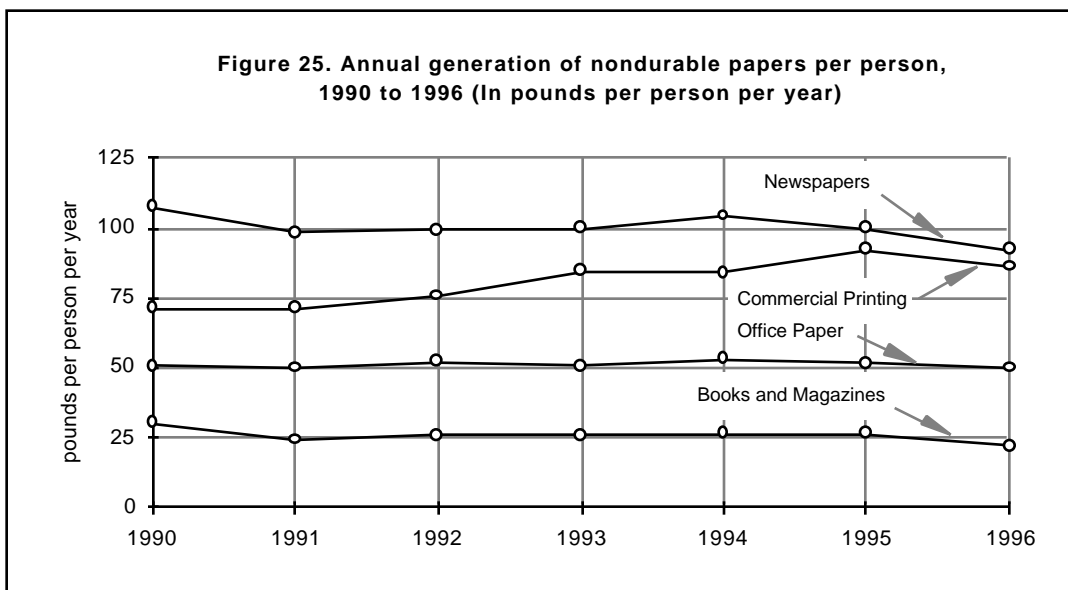 Figure 25. Annual generation of nondurable papers per person,
1990 to 1996 (In pounds per person per year)
pounds per person per year
125
100
75
50
25
0
Newspapers
Commercial Printing
Office Paper
Books and Magazines
1990 1991 1992 1993 1994 1995 1996